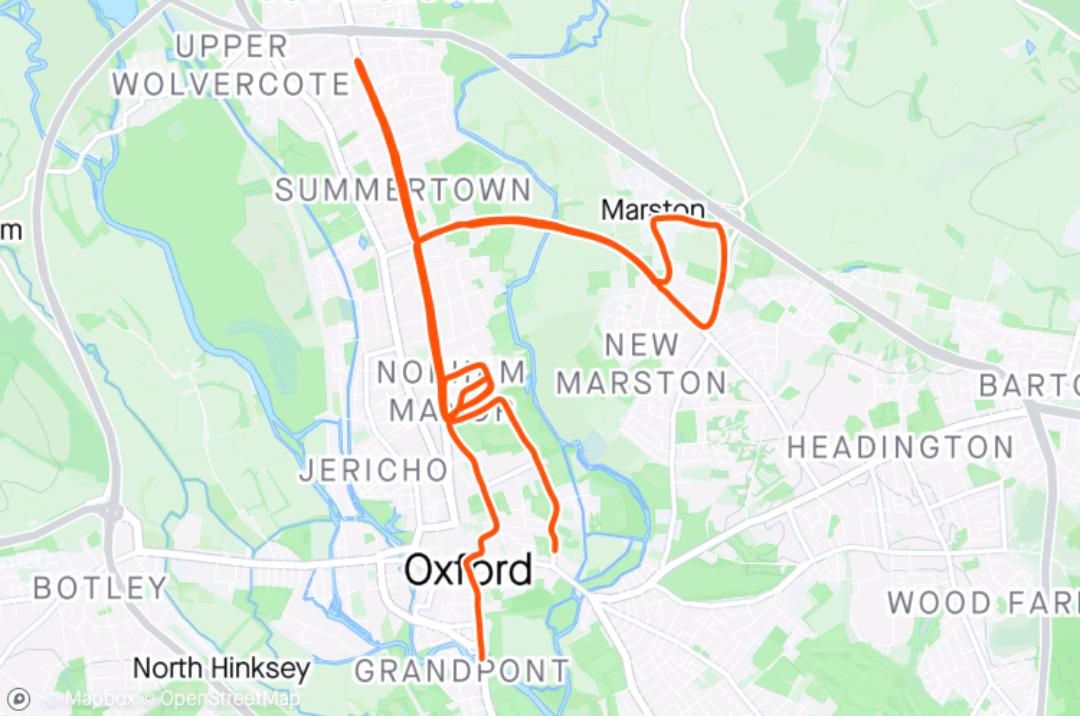 UPPER
WOLVERCOTE
SUMMERTOWN
Marston
m
NEW
MARSTON
BARTO
HEADINGTON
JERICHO
Oxford
BOTLEY
WOOD FAR
North Hinksey
GRANDPONT
© Mapbox © OpenStreetMap